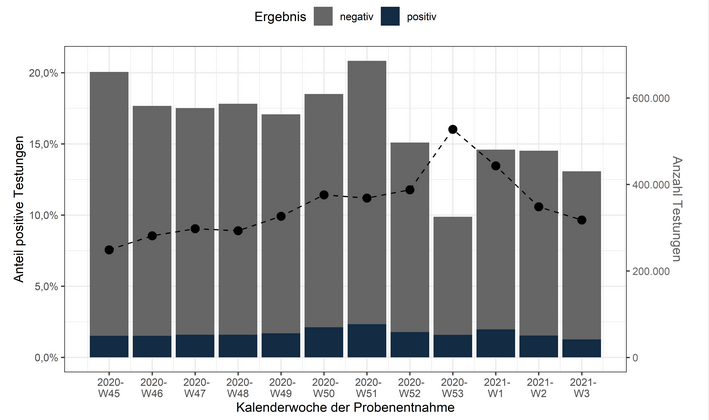 Ergebnis negativ positiv
20,0%
15,0%
10,0%
5,0%
0,0%
Anteil positive Testungen
600.000
400.000
200.000
0
Anzahl Testungen
2020- 2020- 2020- 2020- 2020- 2020- 2020- 2020- 2020- 2021- 2021- 2021-
W45 W46 W47 W48 W49 W50 W51 W52 W53 W1 W2 W3
Kalenderwoche der Probenentnahme